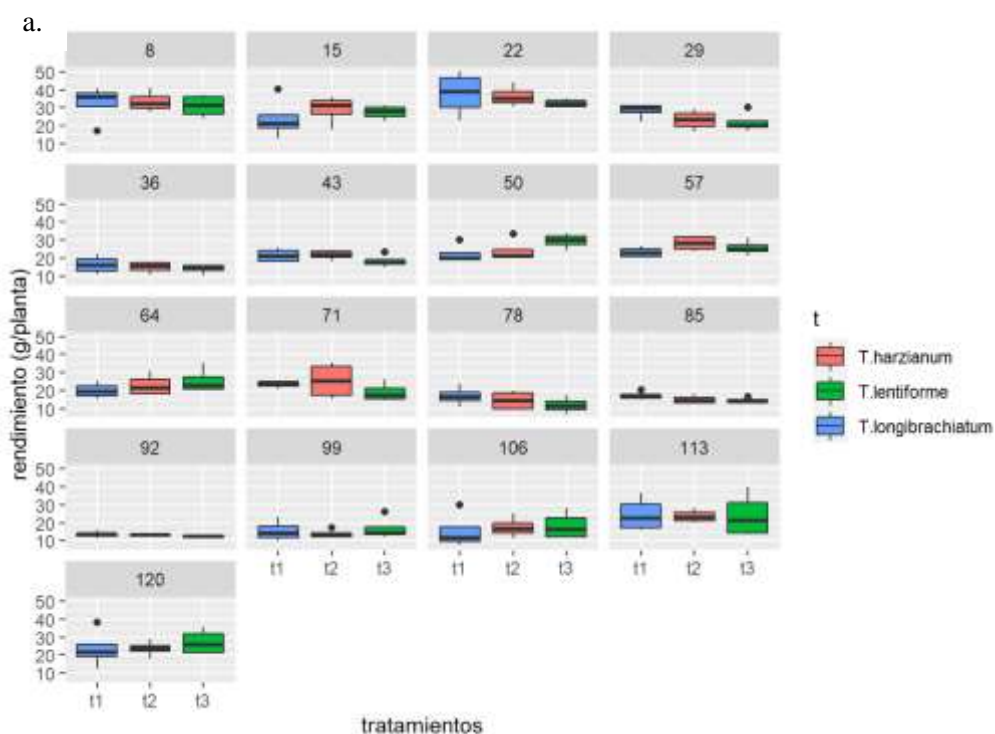 a.
8 15 22 29
50
40
30
20
10
36 43 50 57
50
40
30
20
10
64 71 78 85
50
40
30
20
10
92 99 106 113
50
40
30
20
10
t1 t2 t3 t1 t2 t3 t1 t2 t3
120
50
40
30
20
10
t1 t2 t3
rendimiento (g/planta)
tratamientos
t
T.harzianum
T.lentiforme
T.longibrachiatum